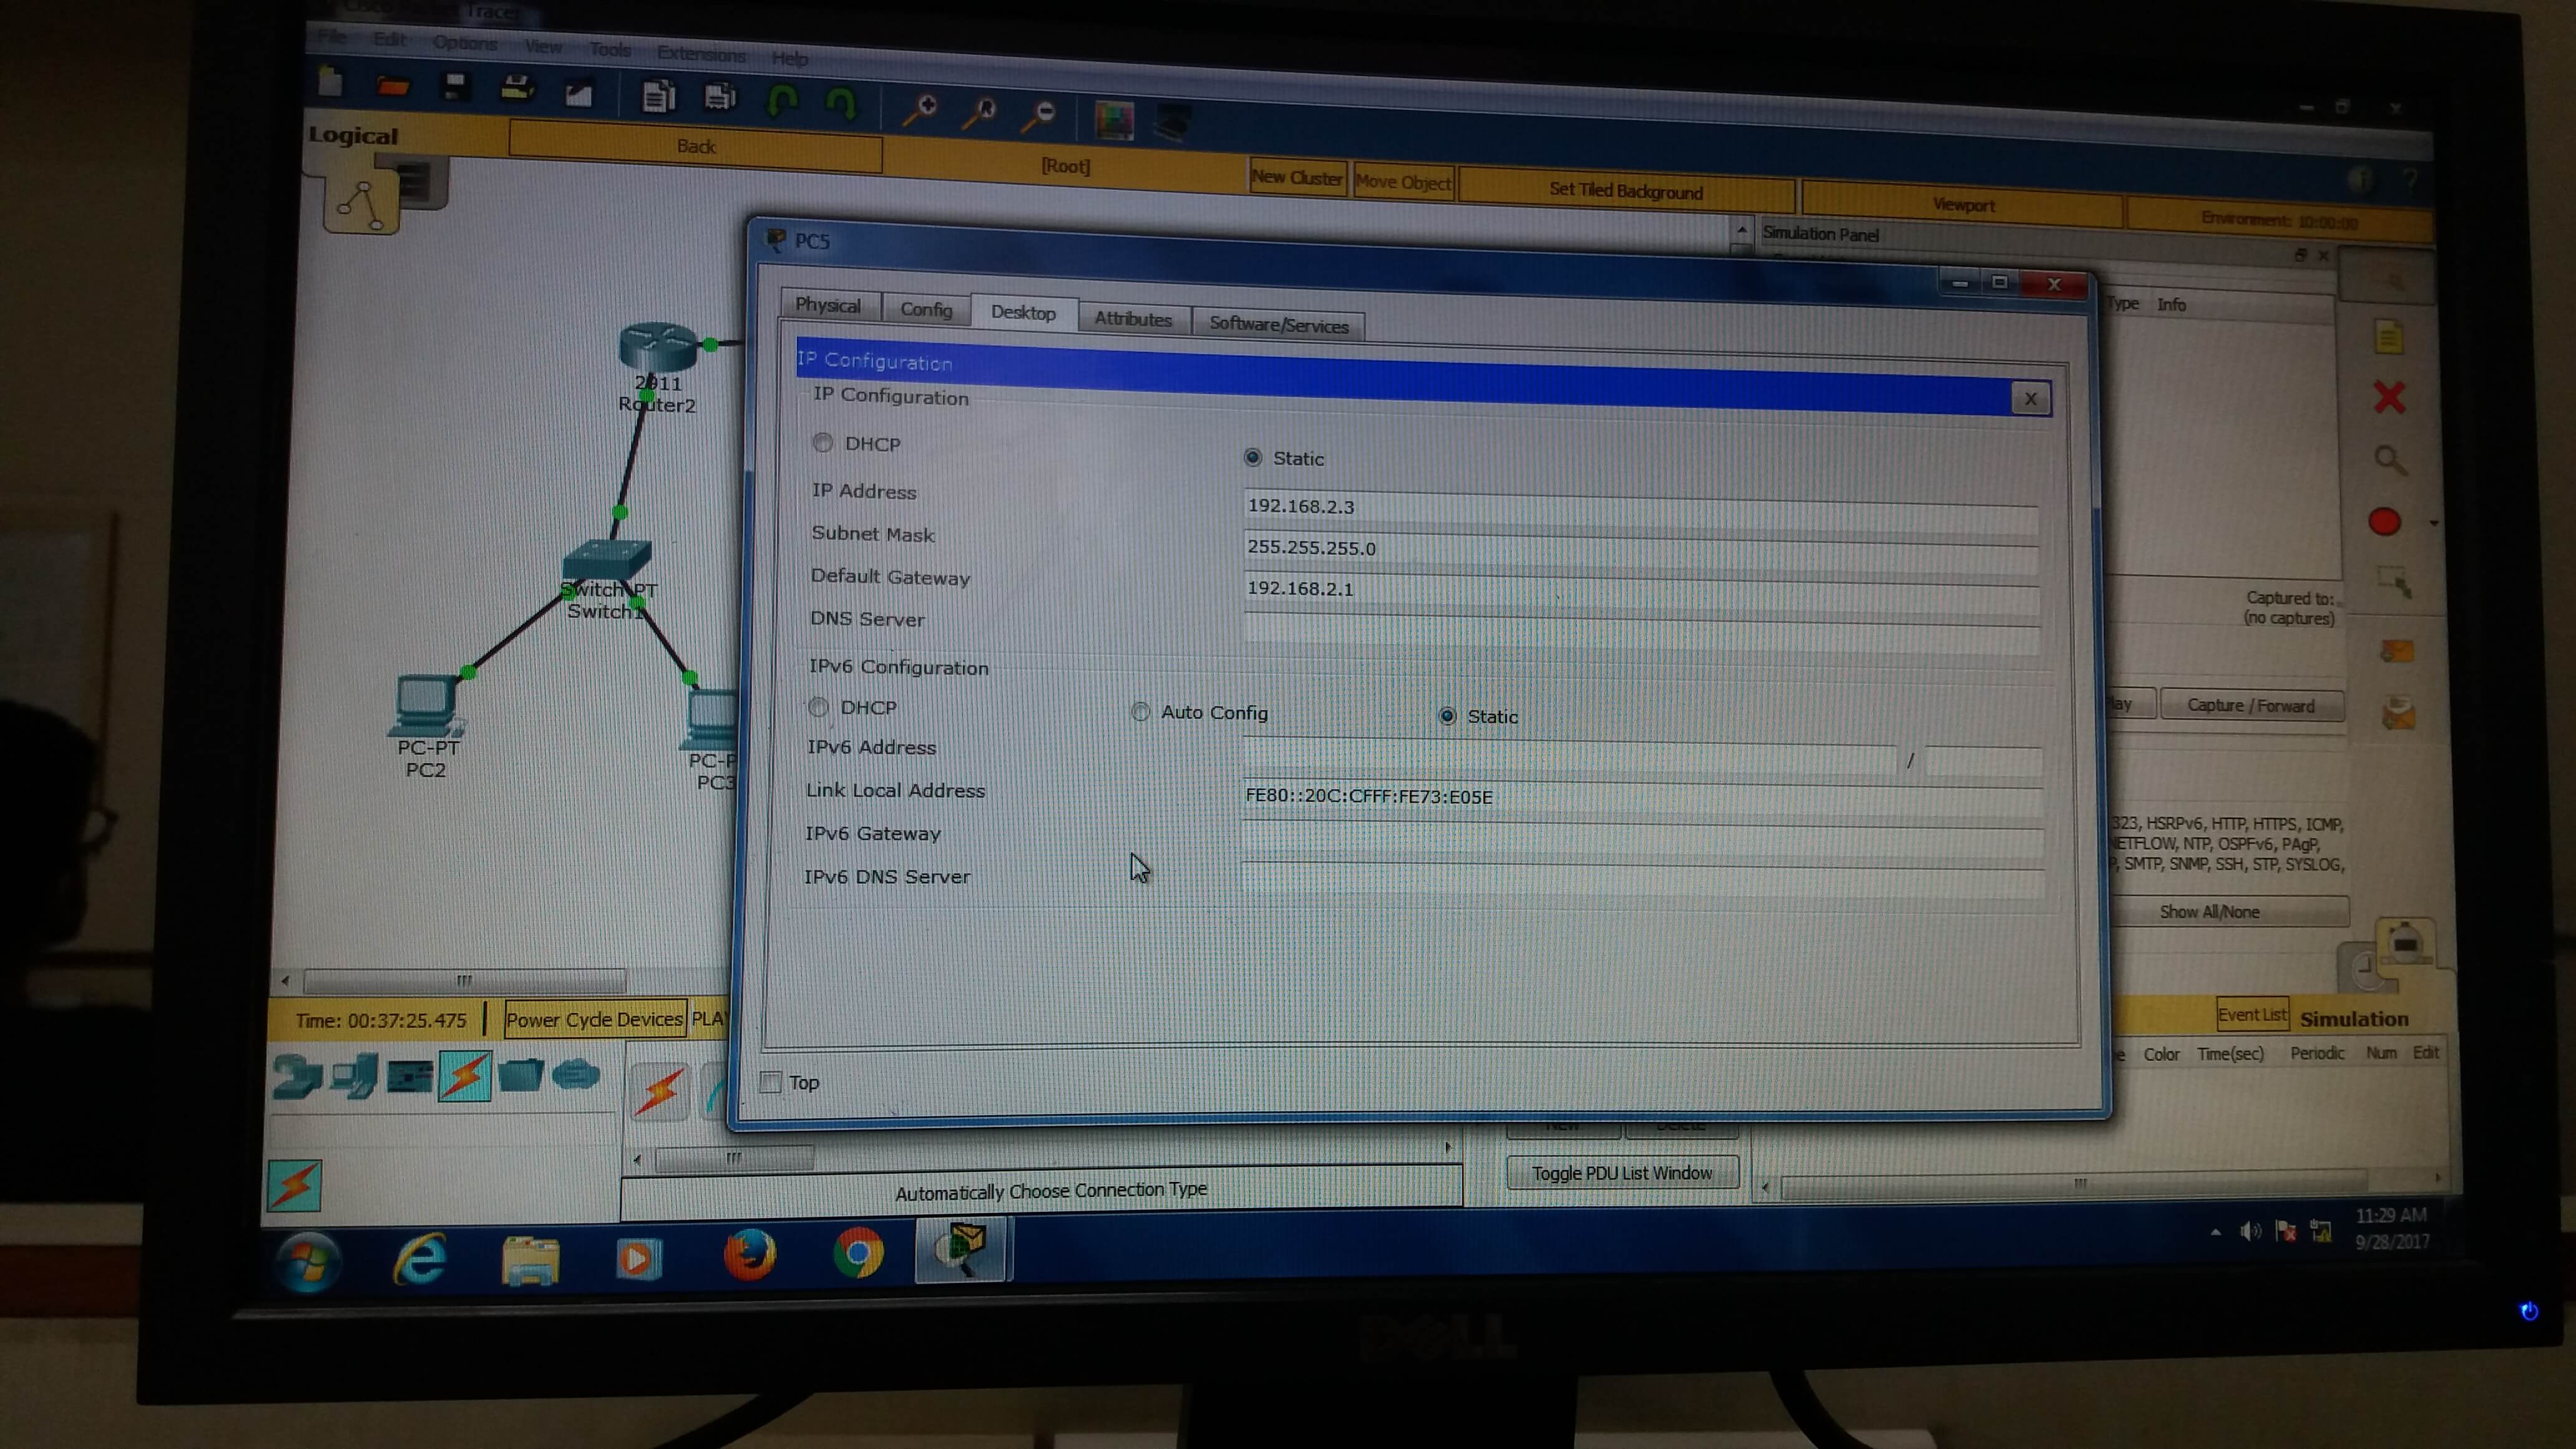 Tracer
File Edit Options View Tools Extensions Help
Logical Back [Root] New Cluster Move Object Set Tiled Background Viewport Environment: 10:00:00
PC5
Simulation Panel
Physical Config Desktop Attributes Software/Services
Type Info
IP Configuration
X
IP Configuration
DHCP Static
IP Address 192.168.2.3
Subnet Mask 255.255.255.0
Default Gateway 192.168.2.1
DNS Server
IPv6 Configuration
DHCP Auto Config Static
IPv6 Address /
Link Local Address FE80::20C:CFFF:FE73:E05E
IPv6 Gateway
IPv6 DNS Server
Top
2911
Router2
Switch-PT
Switch1
PC-PT
PC2
PC-P
PC3
Captured to:
(no captures)
lay Capture / Forward
323, HSRPv6, HTTP, HTTPS, ICMP,
NETFLOW, NTP, OSPFv6, PAgP,
P, SMTP, SNMP, SSH, STP, SYSLOG,
Show All/None
Time: 00:37:25.475 Power Cycle Devices PLA
Event List Simulation
e Color Time(sec) Periodic Num Edit
New Delete
Toggle PDU List Window
Automatically Choose Connection Type
11:29 AM
9/28/2017
DELL